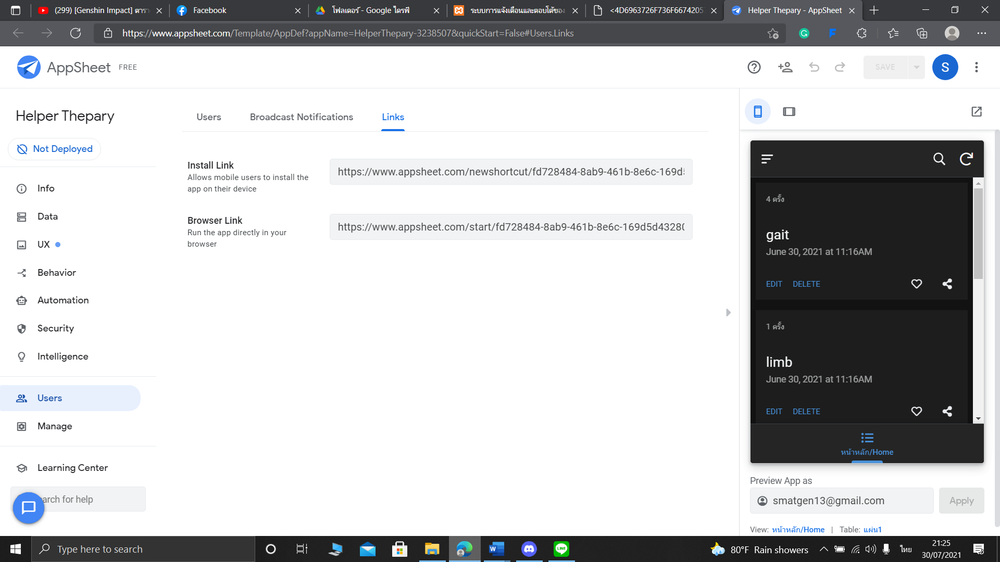 (299) [Genshin Impact] ตารา
Facebook
โฟลเดอร์ - Google ไดรฟ์
ระบบการแจ้งเตือนและตอบโต้ของ
<4D6963726F736F6674205
Helper Thepary - AppSheet
https://www.appsheet.com/Template/AppDef?appName=HelperThepary-3238507&quickStart=False#Users.Links
AppSheet FREE
SAVE
S
Helper Thepary
Not Deployed
Info
Data
UX
Behavior
Automation
Security
Intelligence
Users
Manage
Learning Center
arch for help
Users
Broadcast Notifications
Links
Install Link
Allows mobile users to install the
app on their device
https://www.appsheet.com/newshortcut/fd728484-8ab9-461b-8e6c-169d5
Browser Link
Run the app directly in your
browser
https://www.appsheet.com/start/fd728484-8ab9-461b-8e6c-169d5d43280
4 ครั้ง
gait
June 30, 2021 at 11:16AM
EDIT DELETE
1 ครั้ง
limb
June 30, 2021 at 11:16AM
EDIT DELETE
หน้าหลัก/Home
Preview App as
smatgen13@gmail.com
Apply
View: หน้าหลัก/Home | Table: แผ่น1
Type here to search
80°F Rain showers
ไทย
21:25
30/07/2021